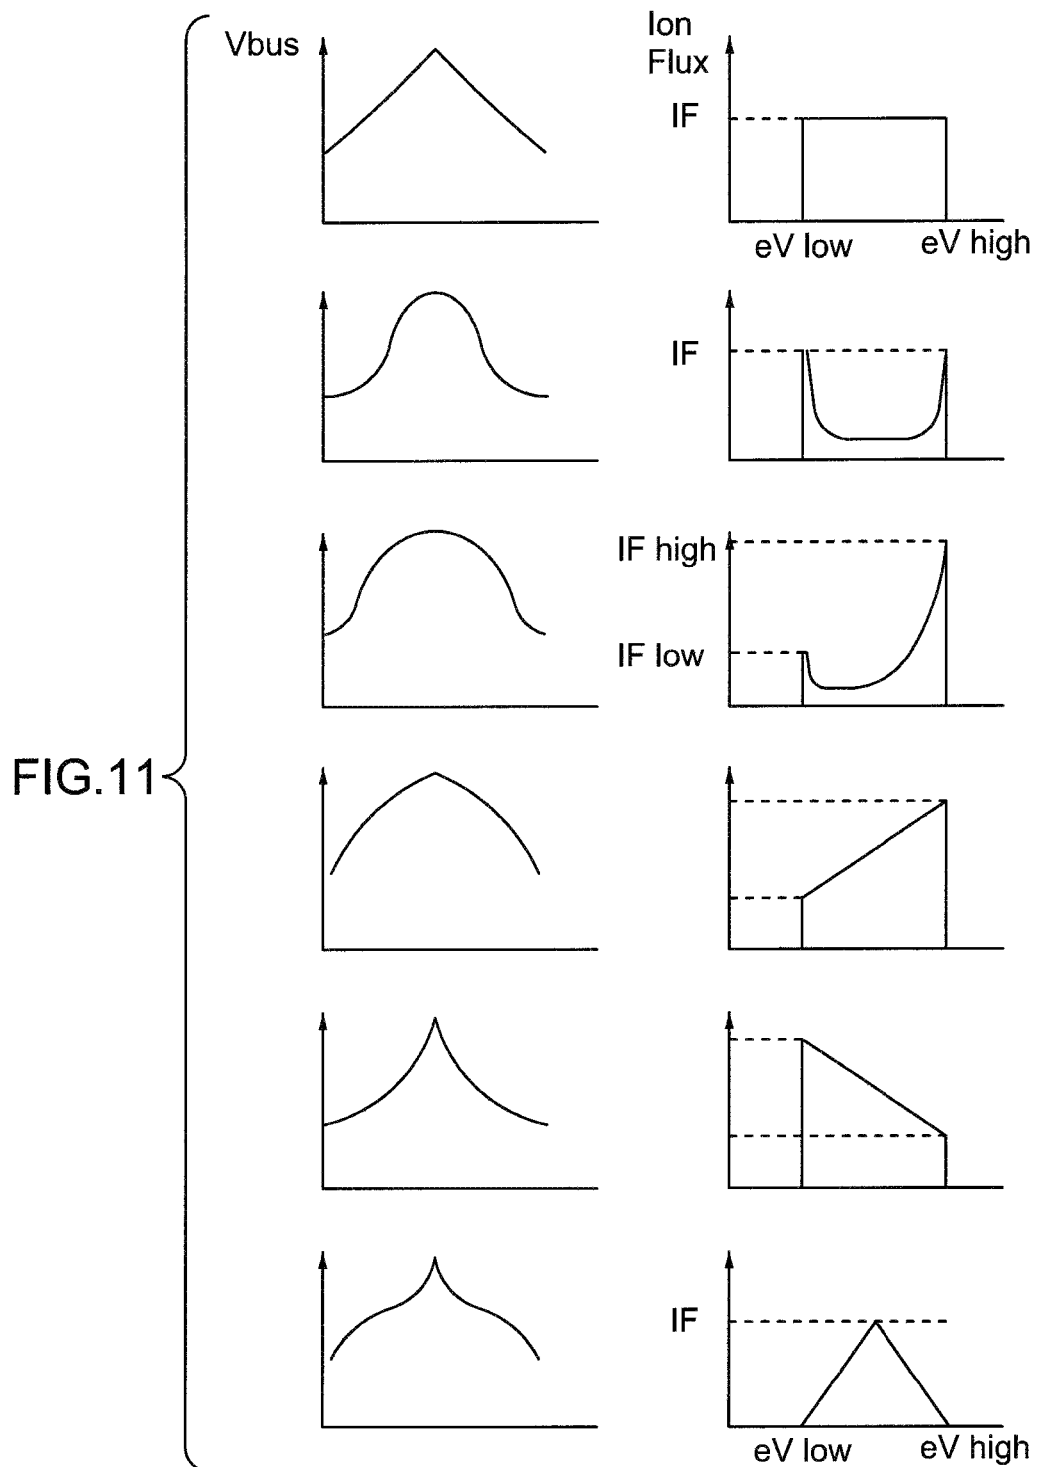 Vbus
Ion
Flux
IF
eV low
eV high
IF
IF high
IF low
FIG.11
IF
eV low
eV high